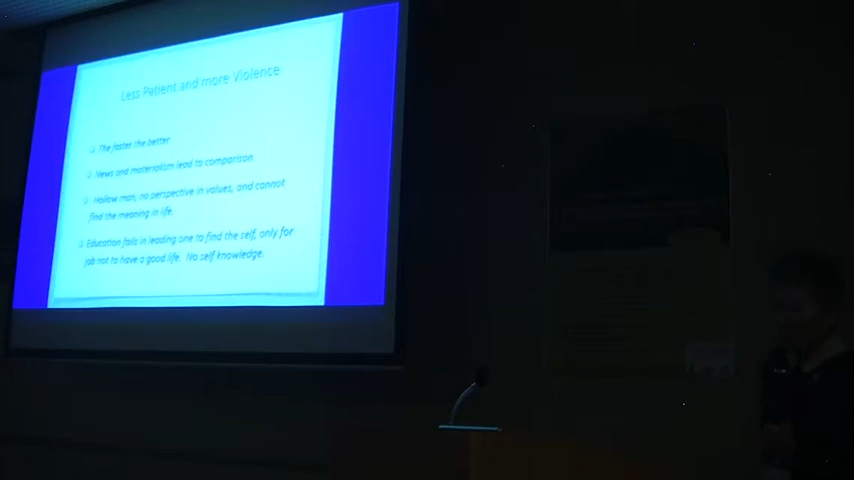 Less Patient and more Violence
The faster the better.
News and materialism lead to comparison.
Hollow man, no perspective in values, and cannot
find the meaning in life.
Education fails in leading one to find the self, only for
job not to have a good life. No self knowledge.